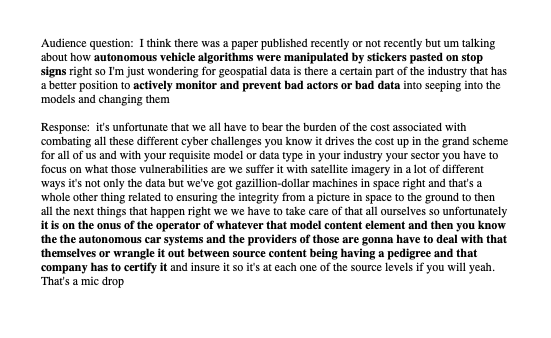 Audience question:  I think there was a paper published recently or not recently but um talking
about how autonomous vehicle algorithms were manipulated by stickers pasted on stop
signs right so I'm just wondering for geospatial data is there a certain part of the industry that has
a better position to actively monitor and prevent bad actors or bad data into seeping into the
models and changing them

Response:  it's unfortunate that we all have to bear the burden of the cost associated with
combating all these different cyber challenges you know it drives the cost up in the grand scheme
for all of us and with your requisite model or data type in your industry your sector you have to
focus on what those vulnerabilities are we suffer it with satellite imagery in a lot of different
ways it's not only the data but we've got gazillion-dollar machines in space right and that's a
whole other thing related to ensuring the integrity from a picture in space to the ground to then
all the next things that happen right we we have to take care of that all ourselves so unfortunately
it is on the onus of the operator of whatever that model content element and then you know
the the autonomous car systems and the providers of those are gonna have to deal with that
themselves or wrangle it out between source content being having a pedigree and that
company has to certify it and insure it so it's at each one of the source levels if you will yeah.
That's a mic drop